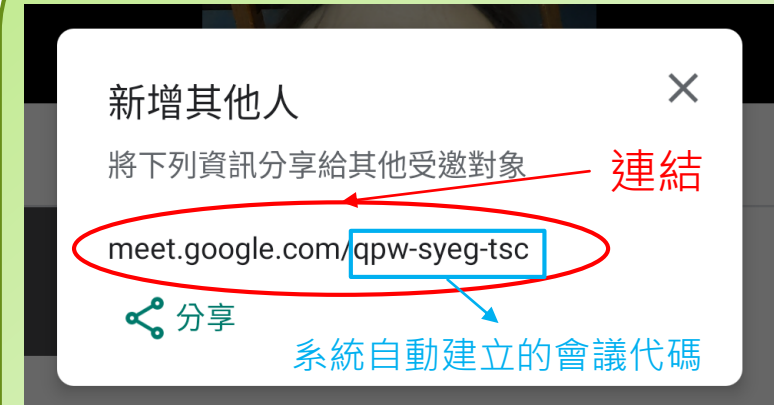 新增其他人
將下列資訊分享給其他受邀對象
連結
meet.google.com/qpw-syeg-tsc
分享
系統自動建立的會議代碼